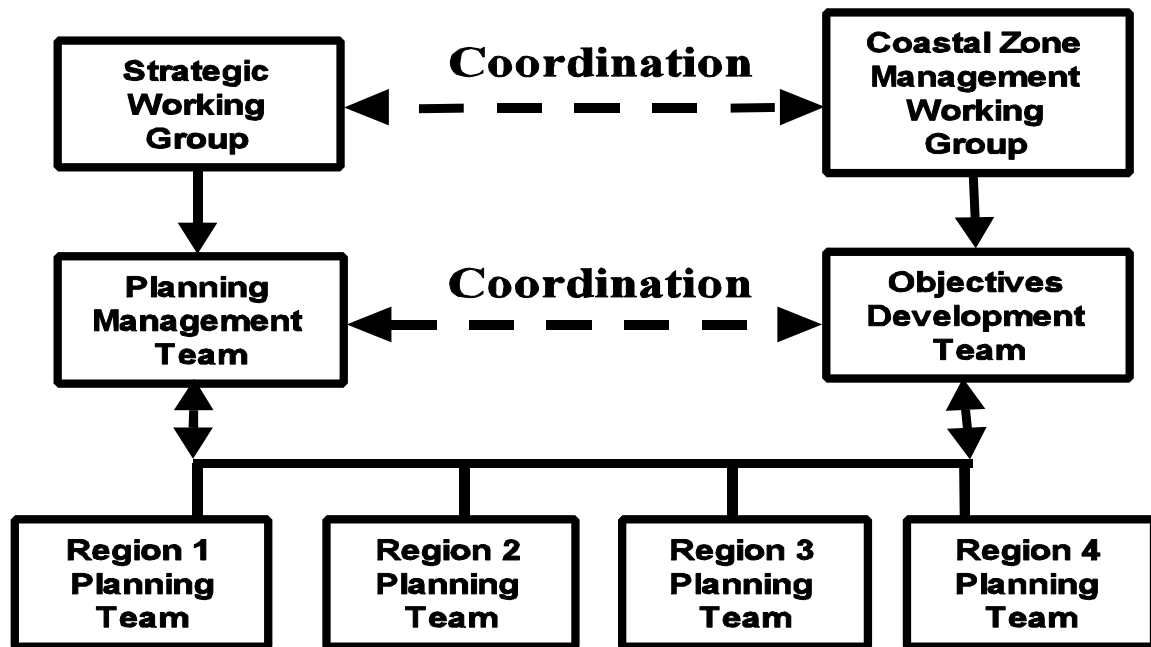 Strategic
Working
Group
Coordination
Coastal Zone
Management
Working
Group
Planning
Management
Team
Coordination
Objectives
Development
Team
Region 1
Planning
Team
Region 2
Planning
Team
Region 3
Planning
Team
Region 4
Planning
Team